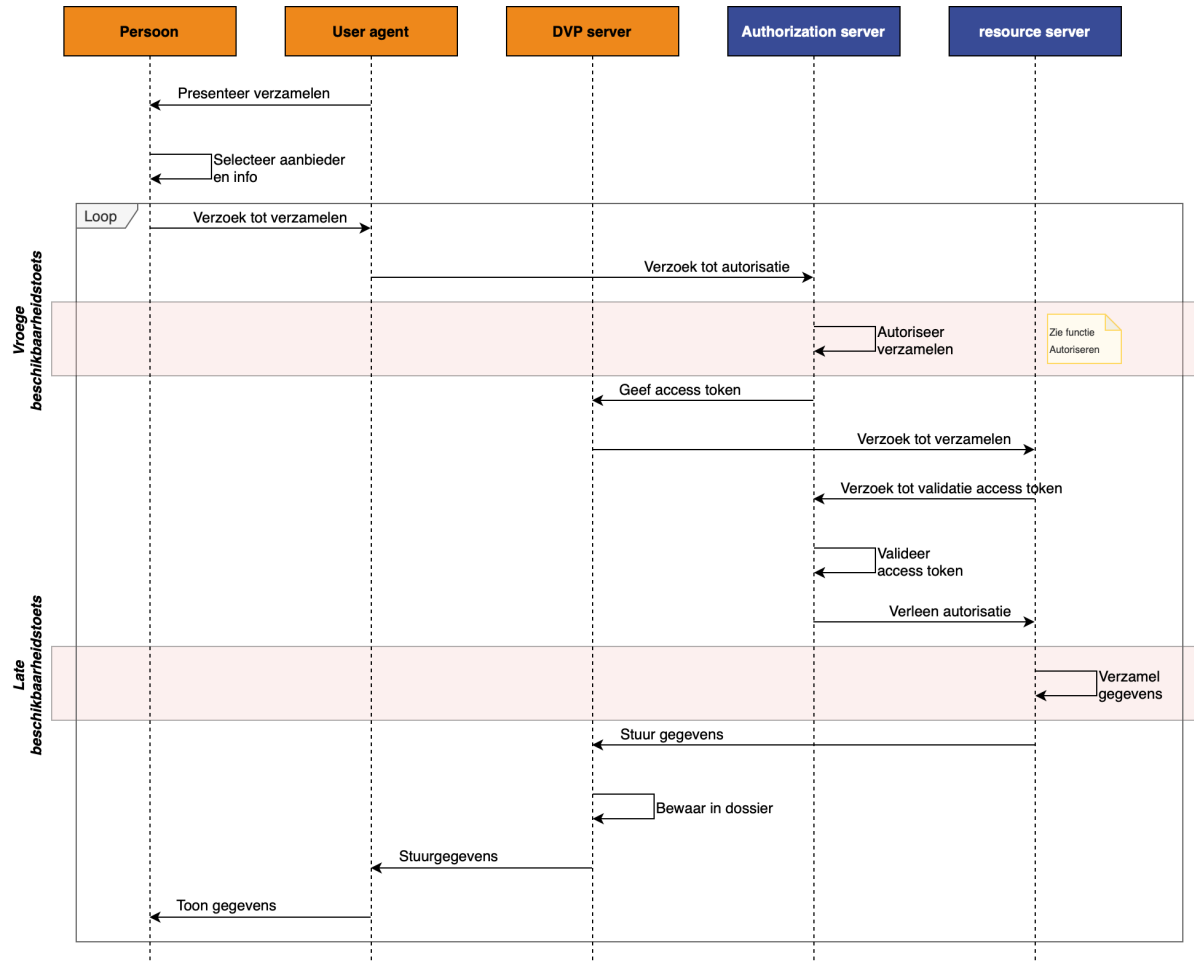 Persoon
User agent
DVP server
Authorization server
resource server
Presenteer verzamelen
Selecteer aanbieder
en info
Loop
Verzoek tot verzamelen
Verzoek tot autorisatie
Vroege
beschikbaarheidstoets
Autoriseer
verzamelen
Zie functie
Autoriseren
Geef access token
Verzoek tot verzamelen
Verzoek tot validatie access token
Valideer
access token
Verleen autorisatie
Late
beschikbaarheidstoets
Verzamel
gegevens
Stuur gegevens
Bewaar in dossier
Stuurgegevens
Toon gegevens